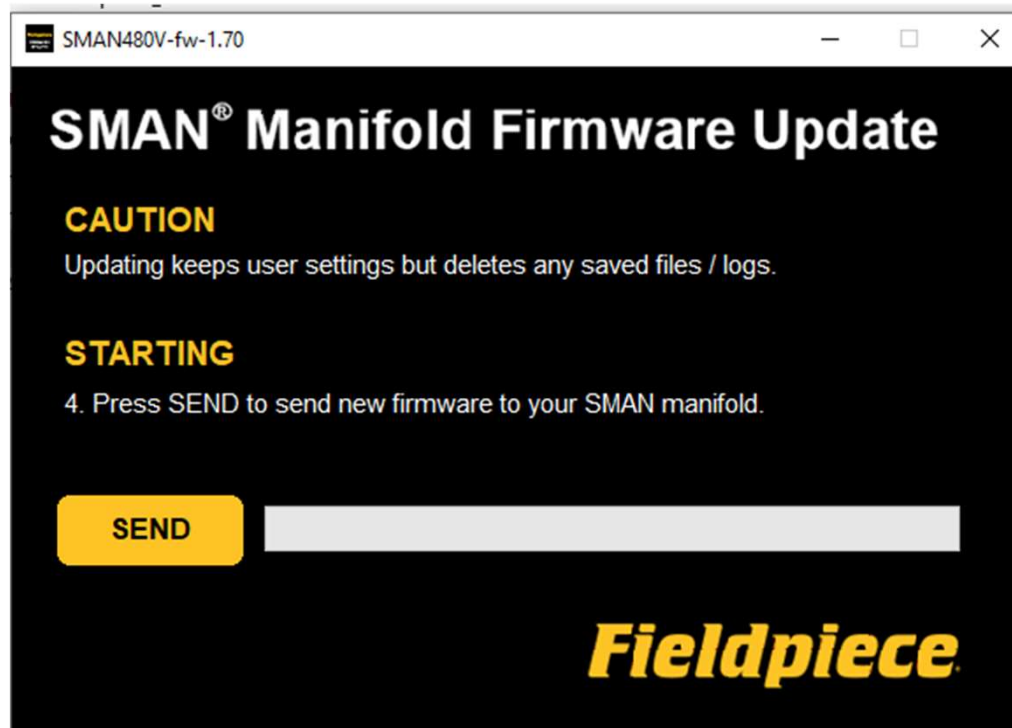 SMAN480V-fw-1.70
SMAN® Manifold Firmware Update
CAUTION
Updating keeps user settings but deletes any saved files / logs.
STARTING
4. Press SEND to send new firmware to your SMAN manifold.
SEND
Fieldpiece